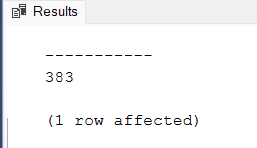 Results
-----------
383
(1 row affected)